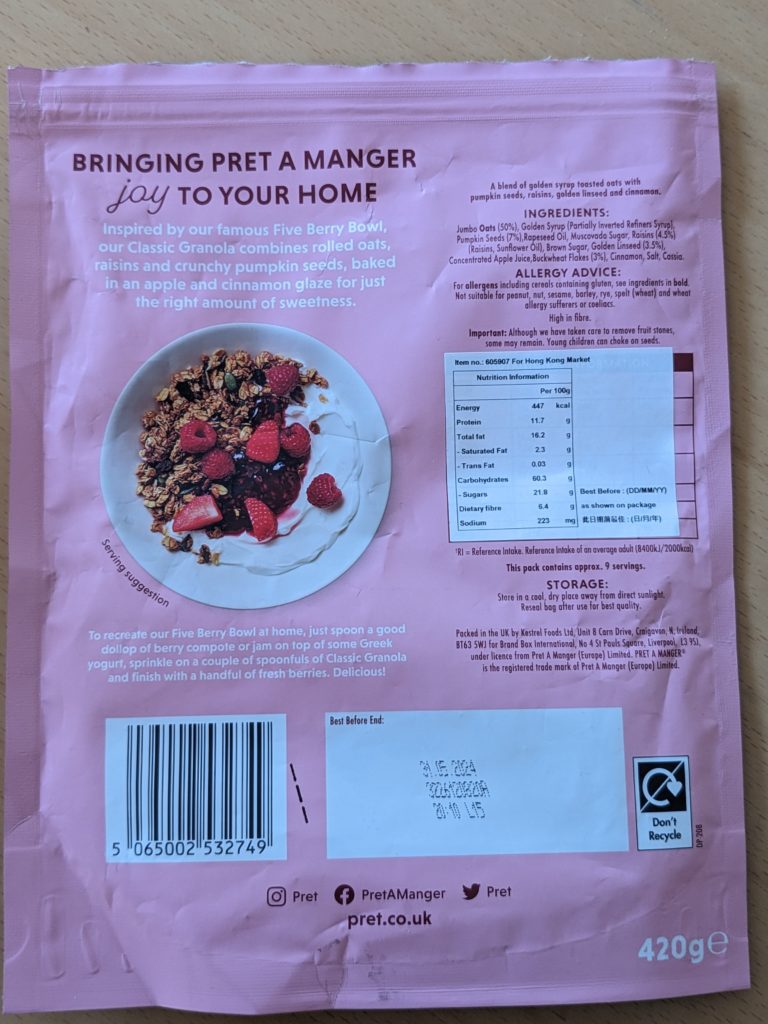 BRINGING PRET A MANGER
joy TO YOUR HOME
Inspired by our famous Five Berry Bowl,
our Classic Granola combines rolled oats,
raisins and crunchy pumpkin seeds, baked
in an apple and cinnamon glaze for just
the right amount of sweetness.
Serving suggestion
To recreate our Five Berry Bowl at home, just spoon a good
dollop of berry compote or jam on top of some Greek
yogurt, sprinkle on a couple of spoonfuls of Classic Granola
and finish with a handful of fresh berries. Delicious!
A blend of golden syrup toasted oats with
pumpkin seeds, raisins, golden linseed and cinnamon.
INGREDIENTS:
Jumbo Oats (50%), Golden Syrup (Partially Inverted Refiners Syrup),
Pumpkin Seeds (7%), Rapeseed Oil, Muscovado Sugar, Raisins (4.5%)
(Raisins, Sunflower Oil), Brown Sugar, Golden Linseed (3.5%),
Concentrated Apple Juice, Buckwheat Flakes (3%), Cinnamon, Salt, Cassia.
ALLERGY ADVICE:
For allergens including cereals containing gluten, see ingredients in bold.
Not suitable for peanut, nut, sesame, barley, rye, spelt (wheat) and wheat
allergy sufferers or coeliacs.
High in fibre.
Important: Although we have taken care to remove fruit stones,
some may remain. Young children can choke on seeds.
Item no.: 605907 For Hong Kong Market
Nutrition Information
Per 100g
Energy 447 kcal
Protein 11.7 g
Total fat 16.2 g
- Saturated Fat 2.3 g
- Trans Fat 0.03 g
Carbohydrates 60.3 g
- Sugars 21.8 g
Dietary fibre 6.4 g
Sodium 223 mg
Best Before : (DD/MM/YY)
as shown on package
此日期前最佳 : (日/月/年)
¹RI = Reference Intake. Reference Intake of an average adult (8400kJ/2000kcal)
This pack contains approx. 9 servings.
STORAGE:
Store in a cool, dry place away from direct sunlight.
Reseal bag after use for best quality.
Packed in the UK by Kestrel Foods Ltd, Unit 8 Carn Drive, Craigavon, N. Ireland,
BT63 5WJ for Brand Box International, No 4 St Pauls Square, Liverpool, L3 9SJ,
under licence from Pret A Manger (Europe) Limited. PRET A MANGER®
is the registered trade mark of Pret A Manger (Europe) Limited.
5 065002 532749
Best Before End:
31.05.2024
20:10 L15
Don't
Recycle
DP-208
Pret PretAManger Pret
pret.co.uk
420g℮